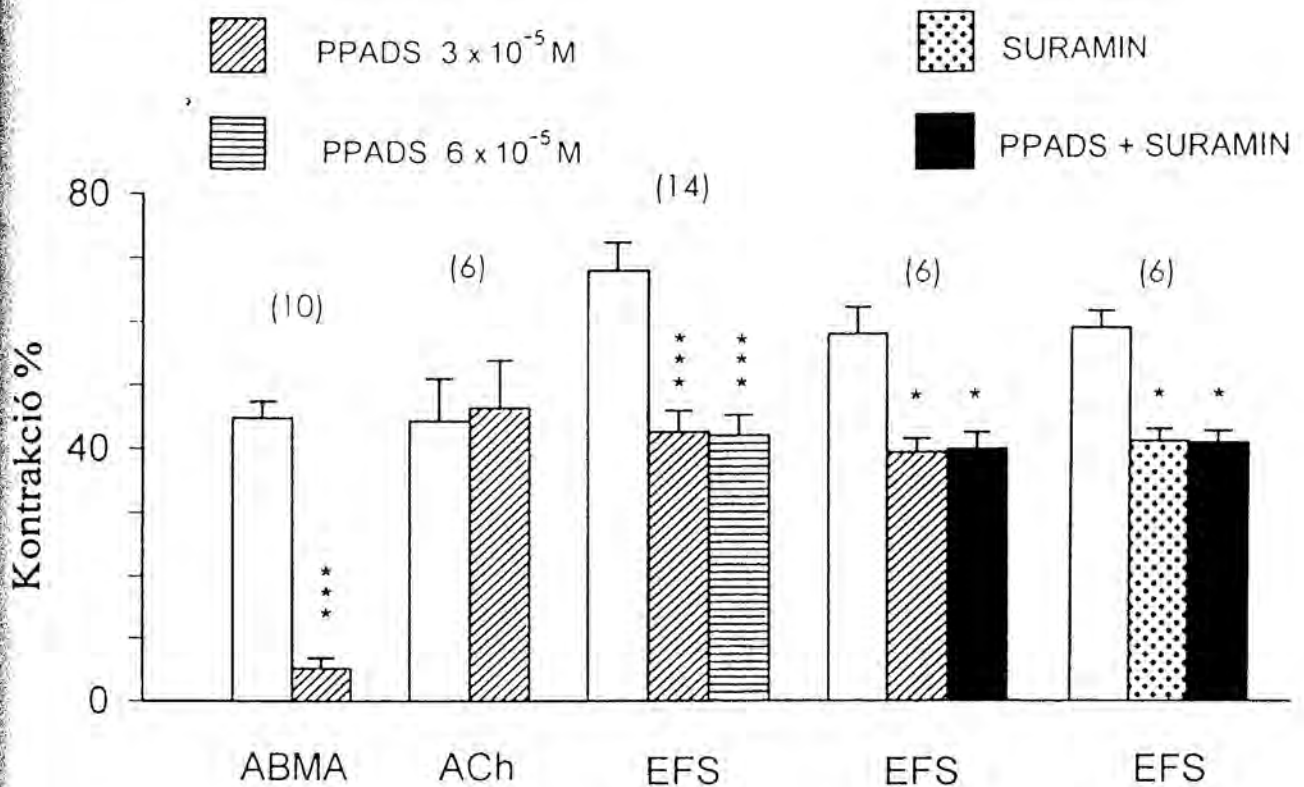 PPADS 3 x 10⁻⁵ M
SURAMIN
PPADS 6 x 10⁻⁵ M
PPADS + SURAMIN
80
40
0
Kontrakció %
(10)
(6)
(14)
(6)
(6)
***
***
***
*
*
*
*
ABMA
ACh
EFS
EFS
EFS